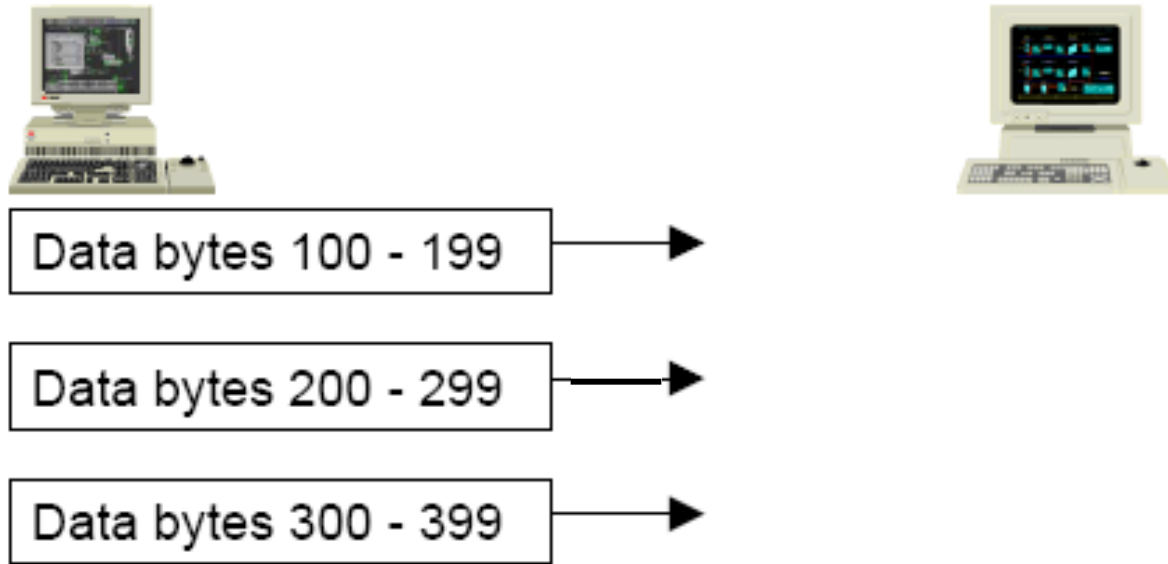 Data bytes 100 - 199
Data bytes 200 - 299
Data bytes 300 - 399